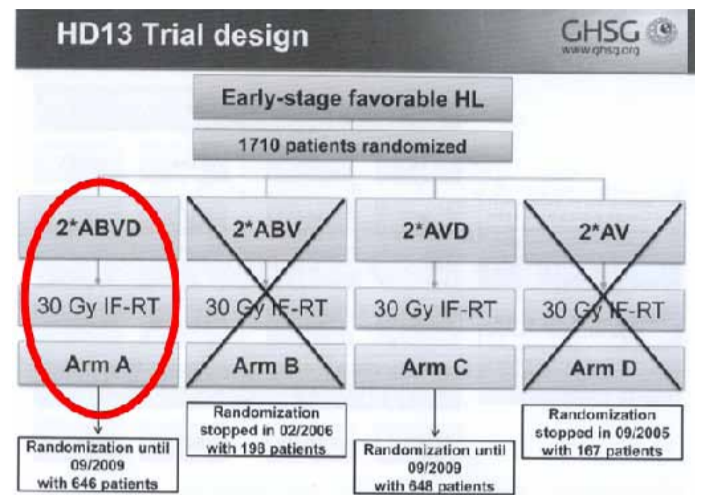 HD13 Trial design
GHSG
www.ghsg.org
Early-stage favorable HL
1710 patients randomized
2*ABVD
2*ABV
2*AVD
2*AV
30 Gy IF-RT
30 Gy IF-RT
30 Gy IF-RT
30 Gy IF-RT
Arm A
Arm B
Arm C
Arm D
Randomization until
09/2009
with 646 patients
Randomization
stopped in 02/2006
with 198 patients
Randomization until
09/2009
with 648 patients
Randomization
stopped in 09/2005
with 167 patients